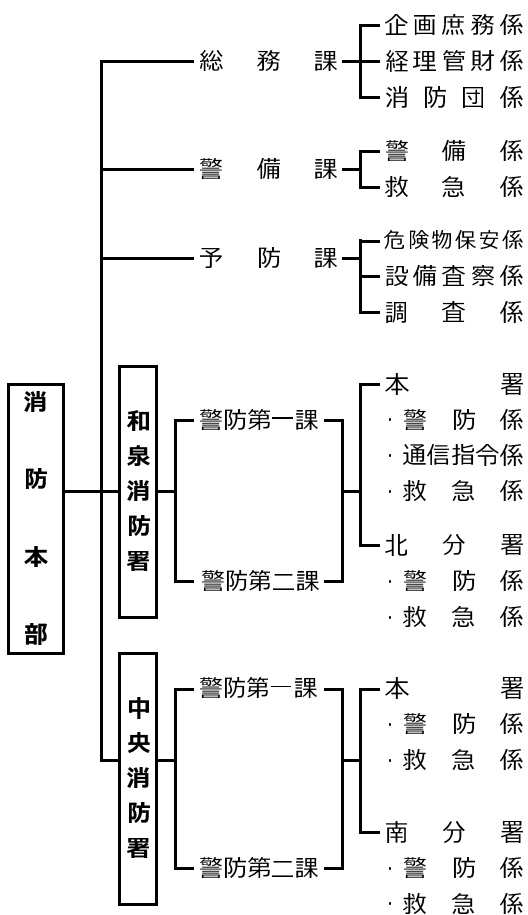 消防本部
総務課
企画庶務係
経理管財係
消防団係
警備課
警備係
救急係
予防課
危険物保安係
設備査察係
調査係
和泉消防署
警防第一課
警防第二課
本署
・警防係
・通信指令係
・救急係
北分署
・警防係
・救急係
中央消防署
警防第一課
警防第二課
本署
・警防係
・救急係
南分署
・警防係
・救急係